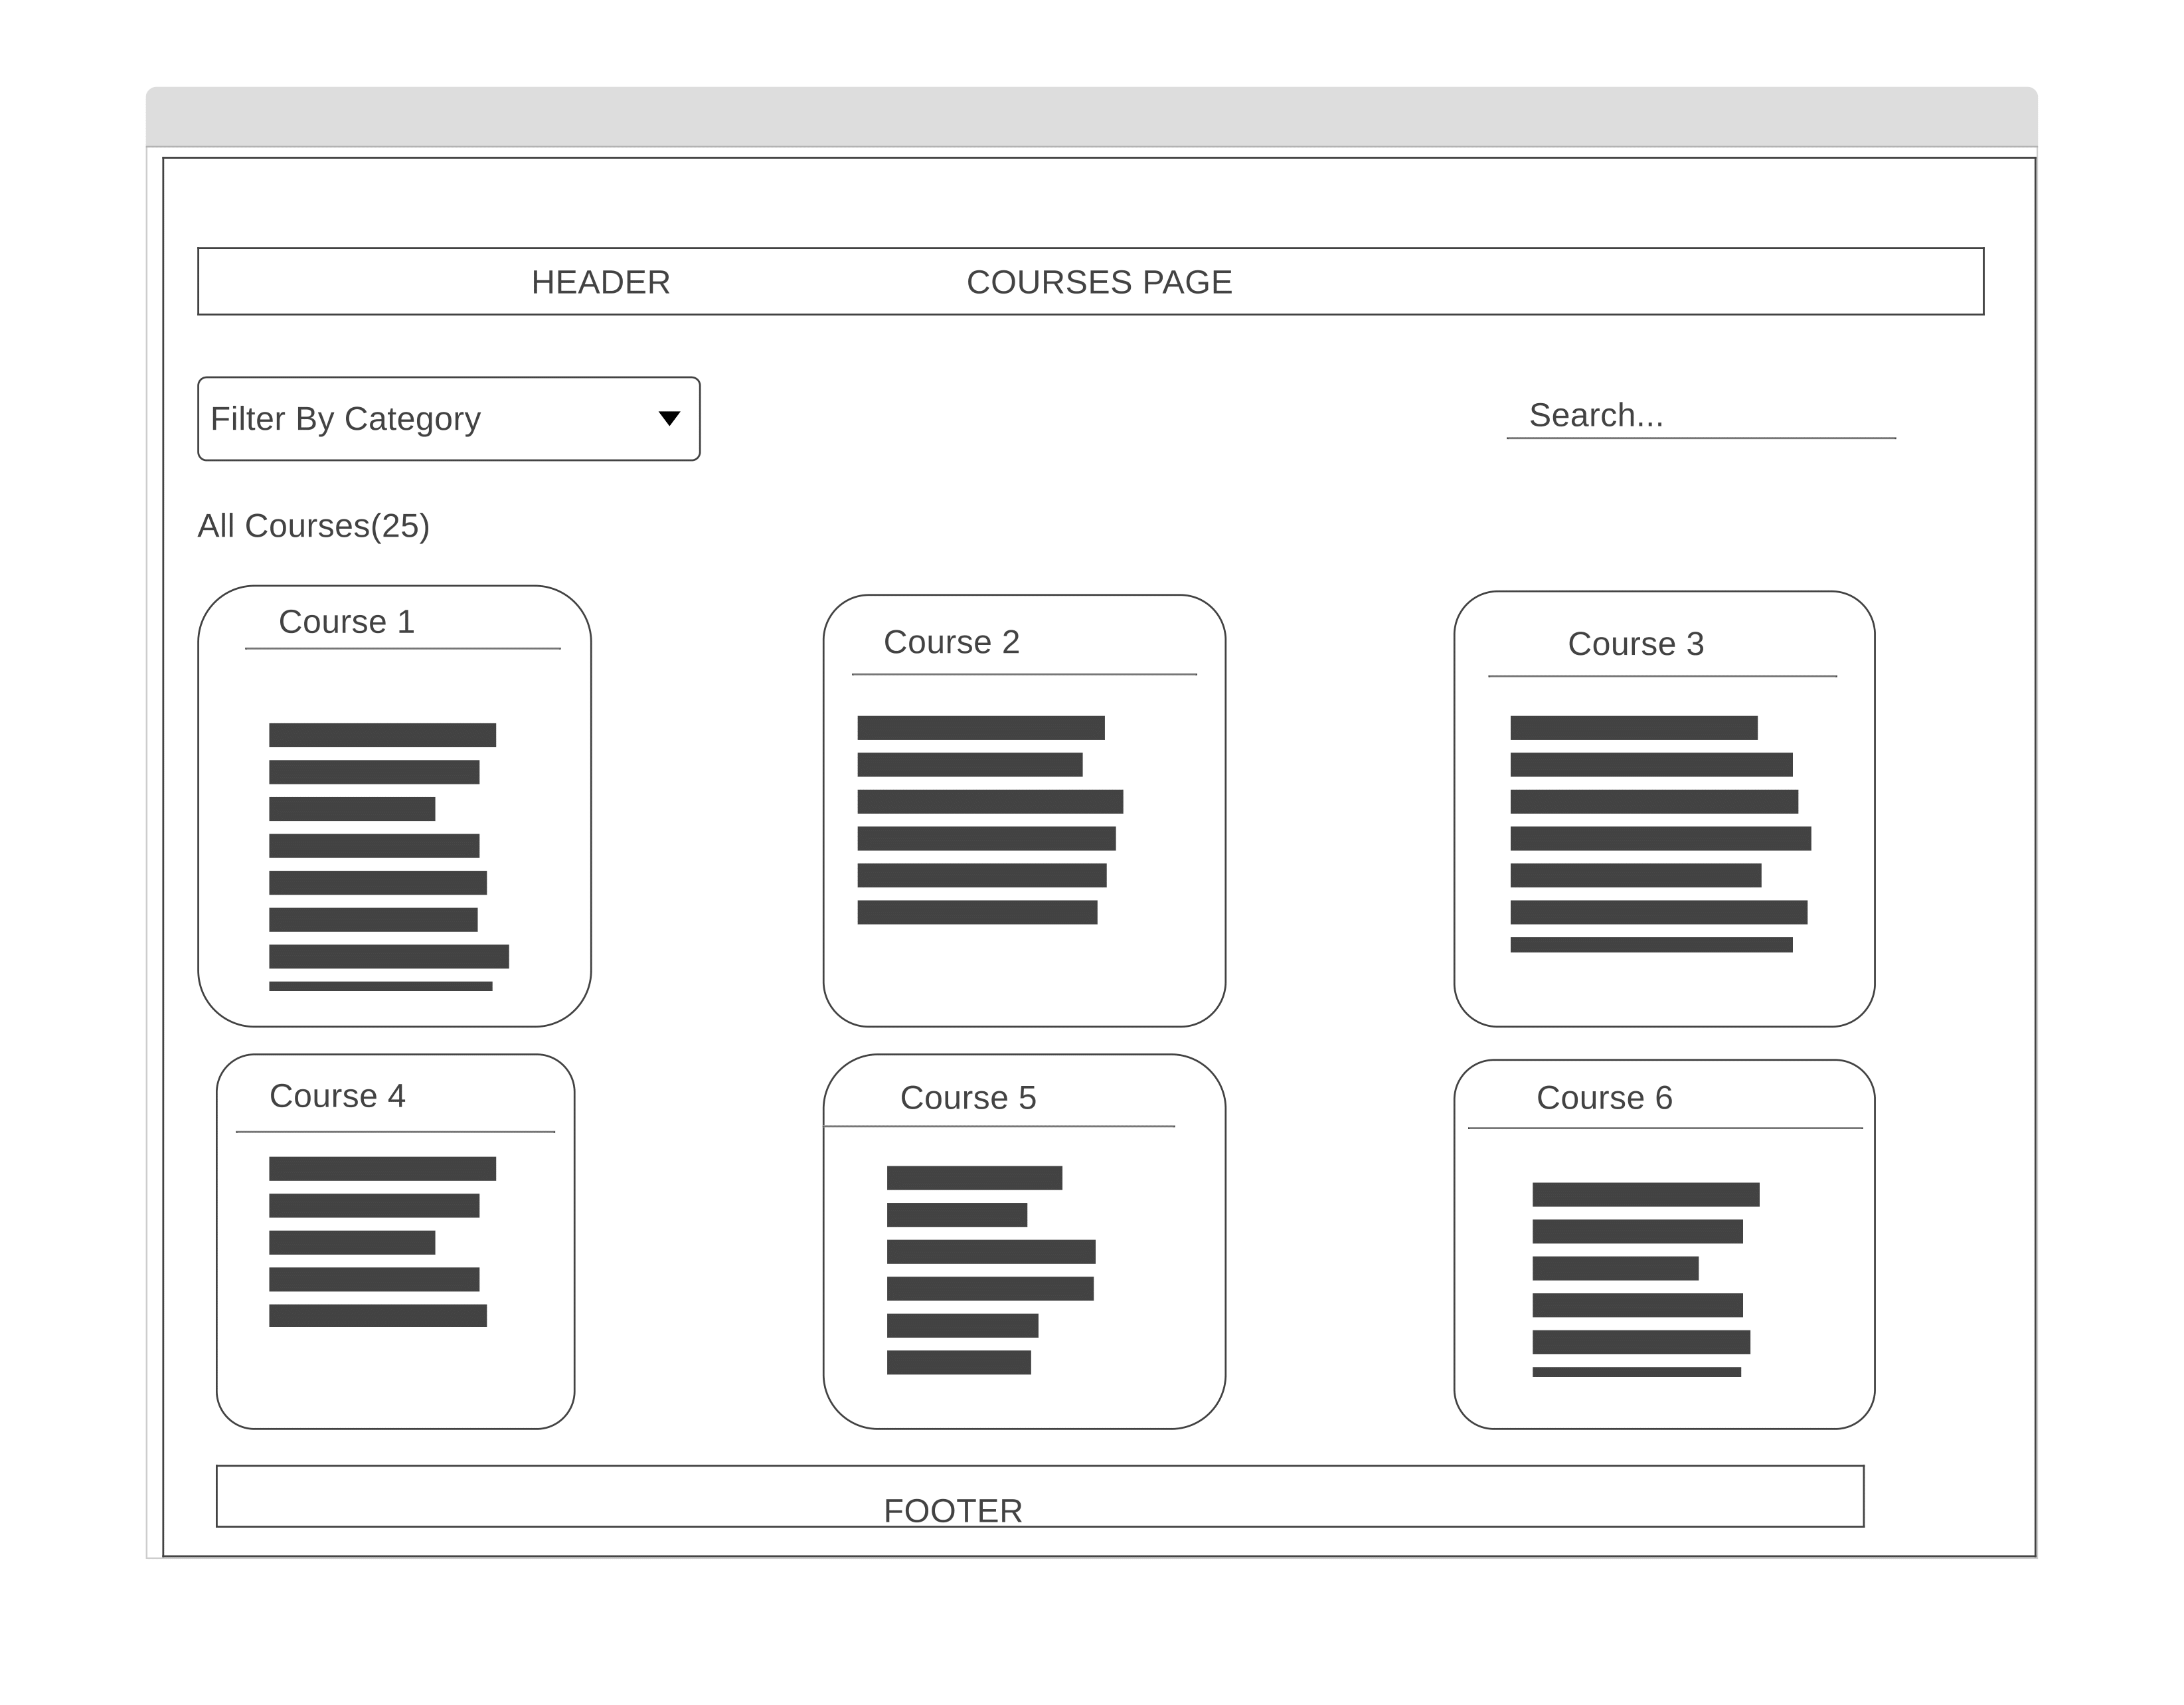 HEADER COURSES PAGE
Filter By Category
Search...
All Courses(25)
Course 1
Course 2
Course 3
Course 4
Course 5
Course 6
FOOTER